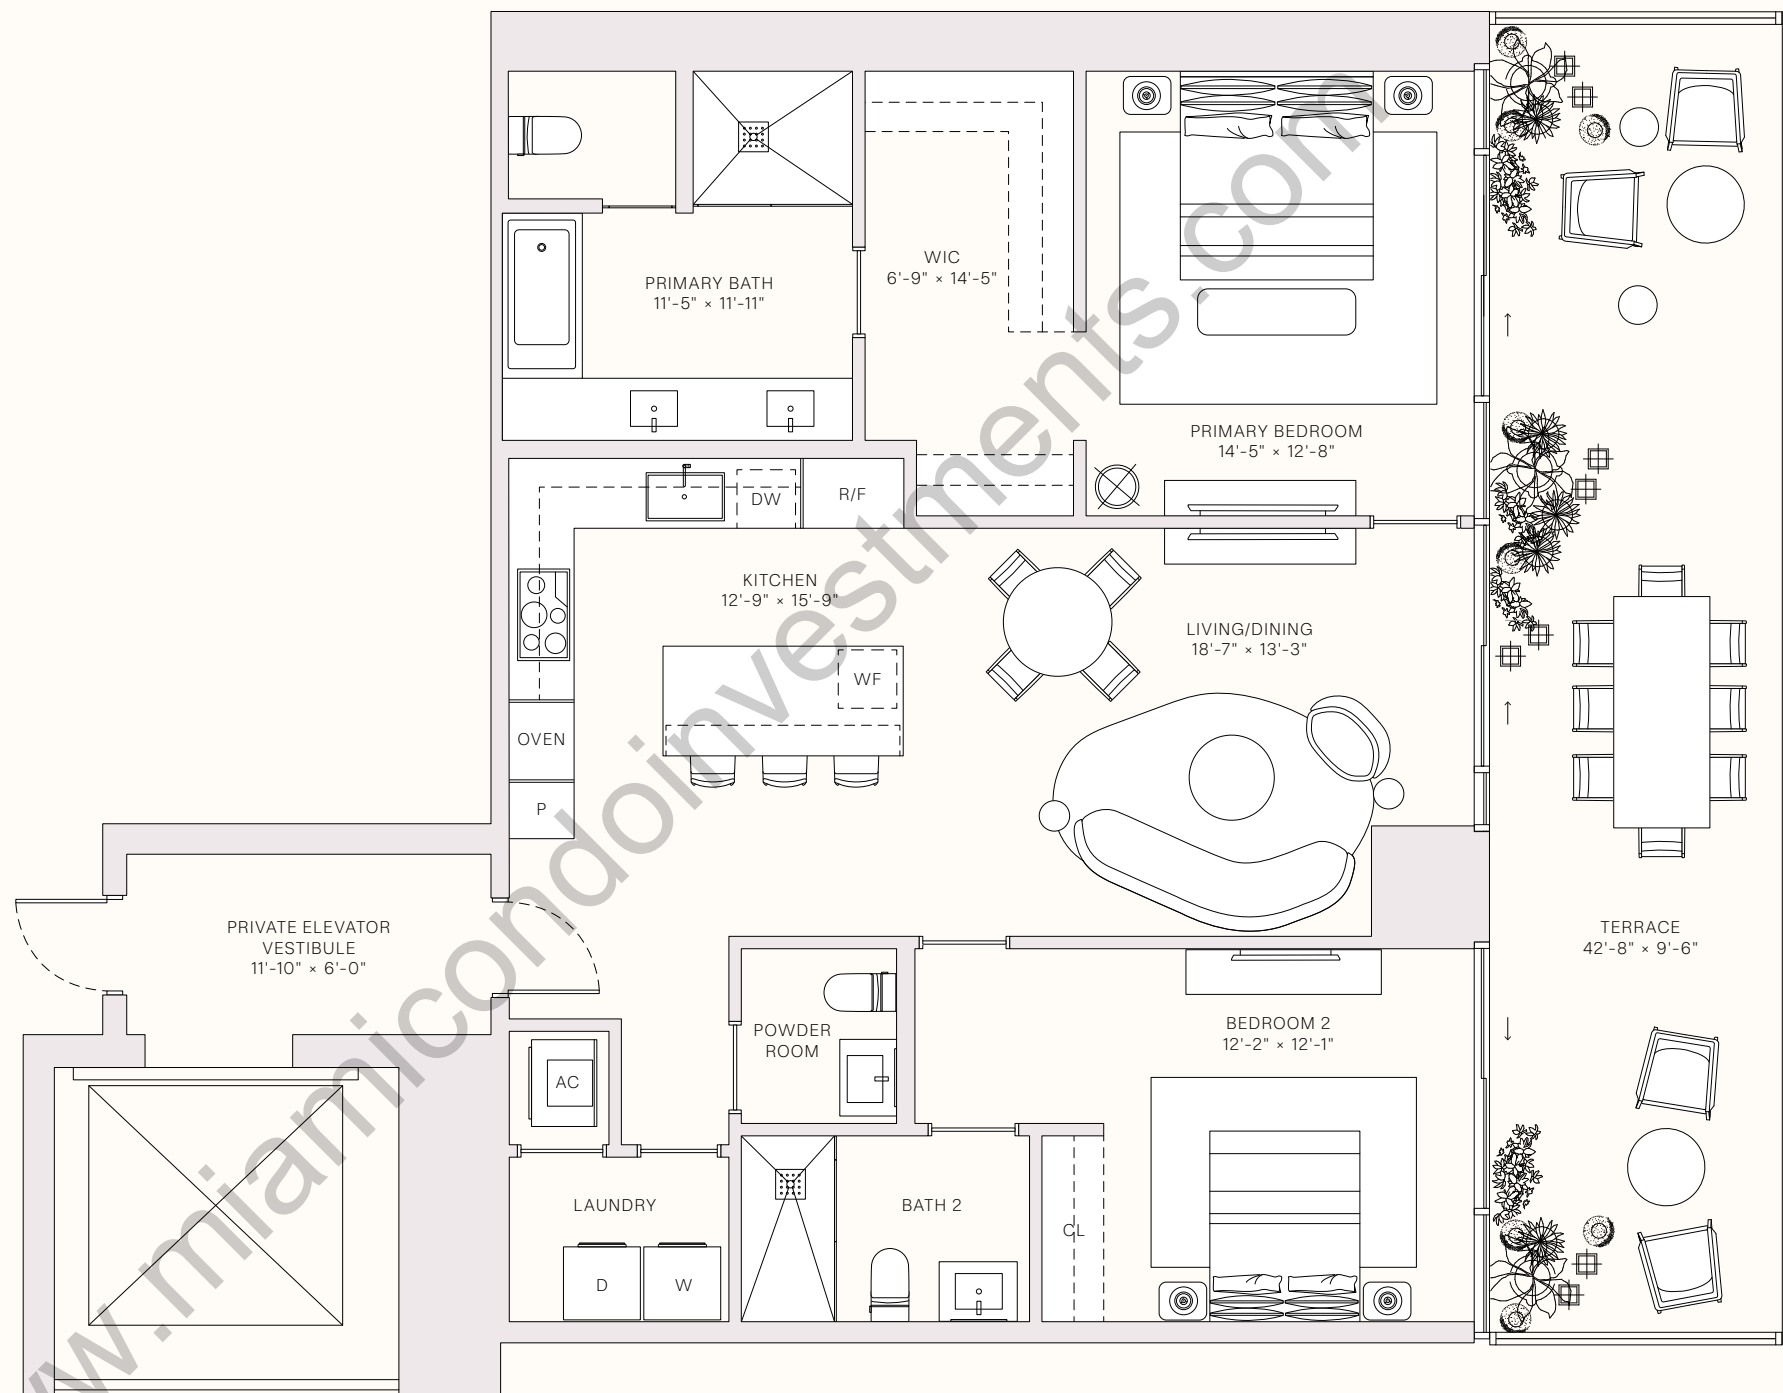 PRIMARY BATH
11'-5" × 11'-11"
WIC
6'-9" × 14'-5"
PRIMARY BEDROOM
14'-5" × 12'-8"
DW
R/F
KITCHEN
12'-9" × 15'-9"
LIVING/DINING
18'-7" × 13'-3"
WF
OVEN
P
PRIVATE ELEVATOR
VESTIBULE
11'-10" × 6'-0"
TERRACE
42'-8" × 9'-6"
POWDER
ROOM
BEDROOM 2
12'-2" × 12'-1"
AC
LAUNDRY
BATH 2
CL
D
W
www.miamicondoinvestments.com